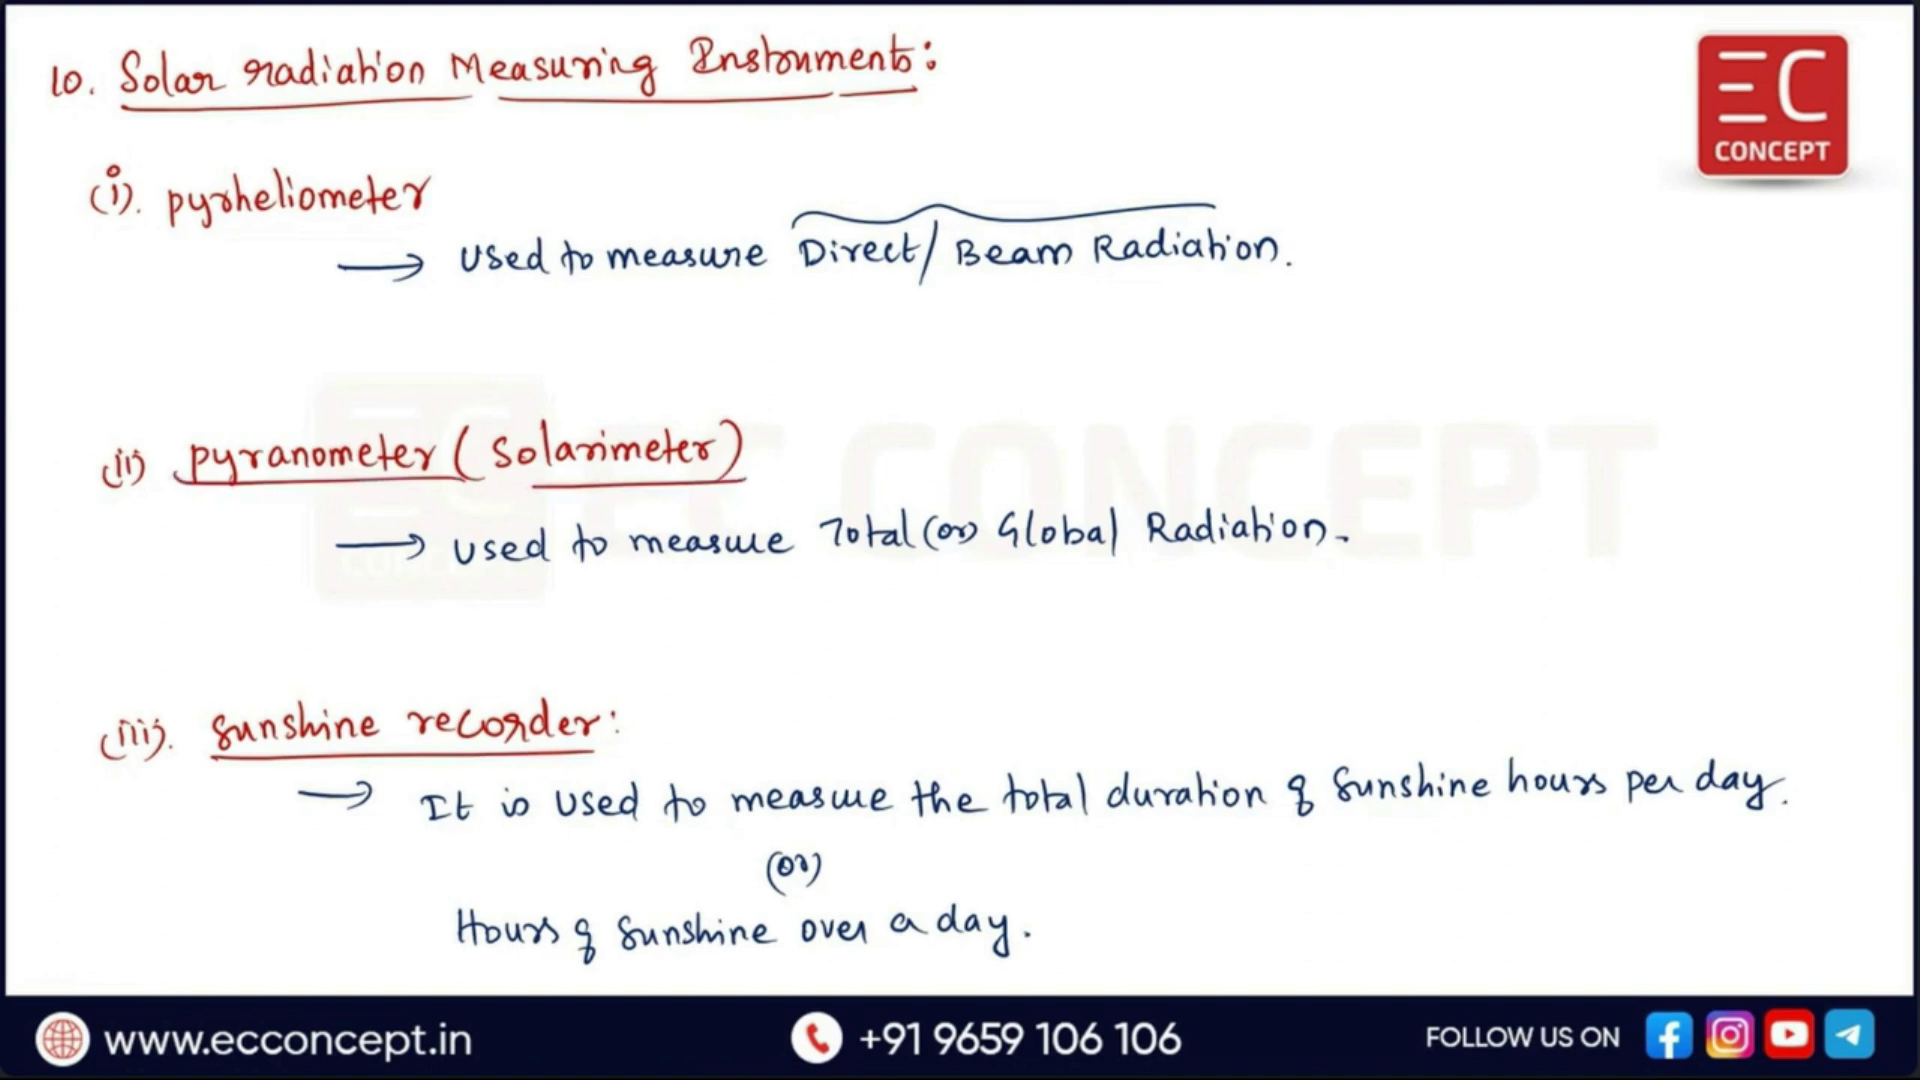 10. Solar radiation Measuring Instruments:
EC
CONCEPT
(i). pyrheliometer
→ Used to measure Direct/ Beam Radiation.
(ii) pyranometer (Solarimeter)
→ used to measure Total (or) Global Radiation.
EC CONCEPT
(iii). Sunshine recorder:
→ It is used to measure the total duration of Sunshine hours per day.
(or)
Hours of Sunshine over a day.
www.ecconcept.in +91 9659 106 106 FOLLOW US ON